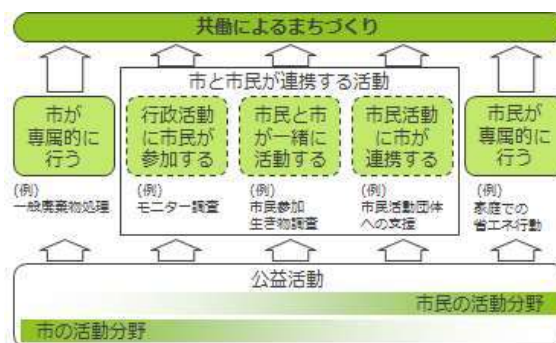 共働によるまちづくり
市と市民が連携する活動
市が
専属的に
行う
行政活動
に市民が
参加する
市民と市
が一緒に
活動する
市民活動
に市が
連携する
市民が
専属的に
行う
(例)
一般廃棄物処理
(例)
モニター調査
(例)
市民参加
生き物調査
(例)
市民活動団体
への支援
(例)
家庭での
省エネ行動
公益活動
市民の活動分野
市の活動分野